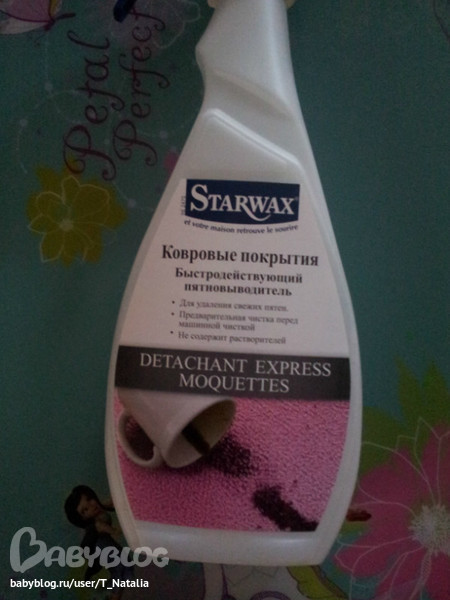 Petal
Perfect
STARWAX
et votre maison retrouve le sourire
Ковровые покрытия
Быстродействующий
пятновыводитель
• Для удаления свежих пятен.
• Предварительная чистка перед
машинной чисткой
• Не содержит растворителей
DETACHANT EXPRESS
MOQUETTES
BABYBLOG
babyblog.ru/user/T_Natalia